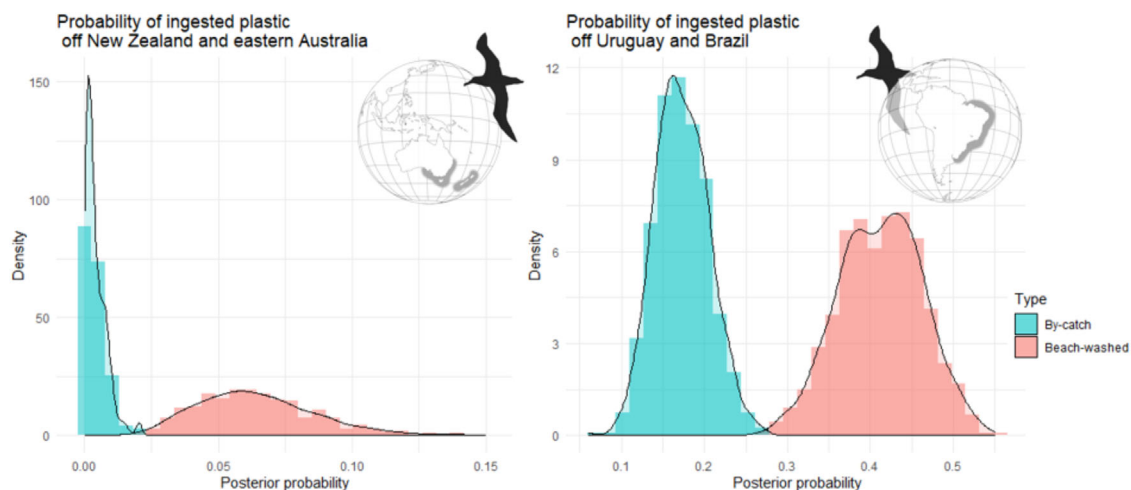 Probability of ingested plastic
off New Zealand and eastern Australia
150
100
50
0
Density
0.00
0.05
0.10
0.15
Posterior probability
Probability of ingested plastic
off Uruguay and Brazil
12
9
6
3
0
Density
0.1
0.2
0.3
0.4
0.5
Posterior probability
Type
By-catch
Beach-washed